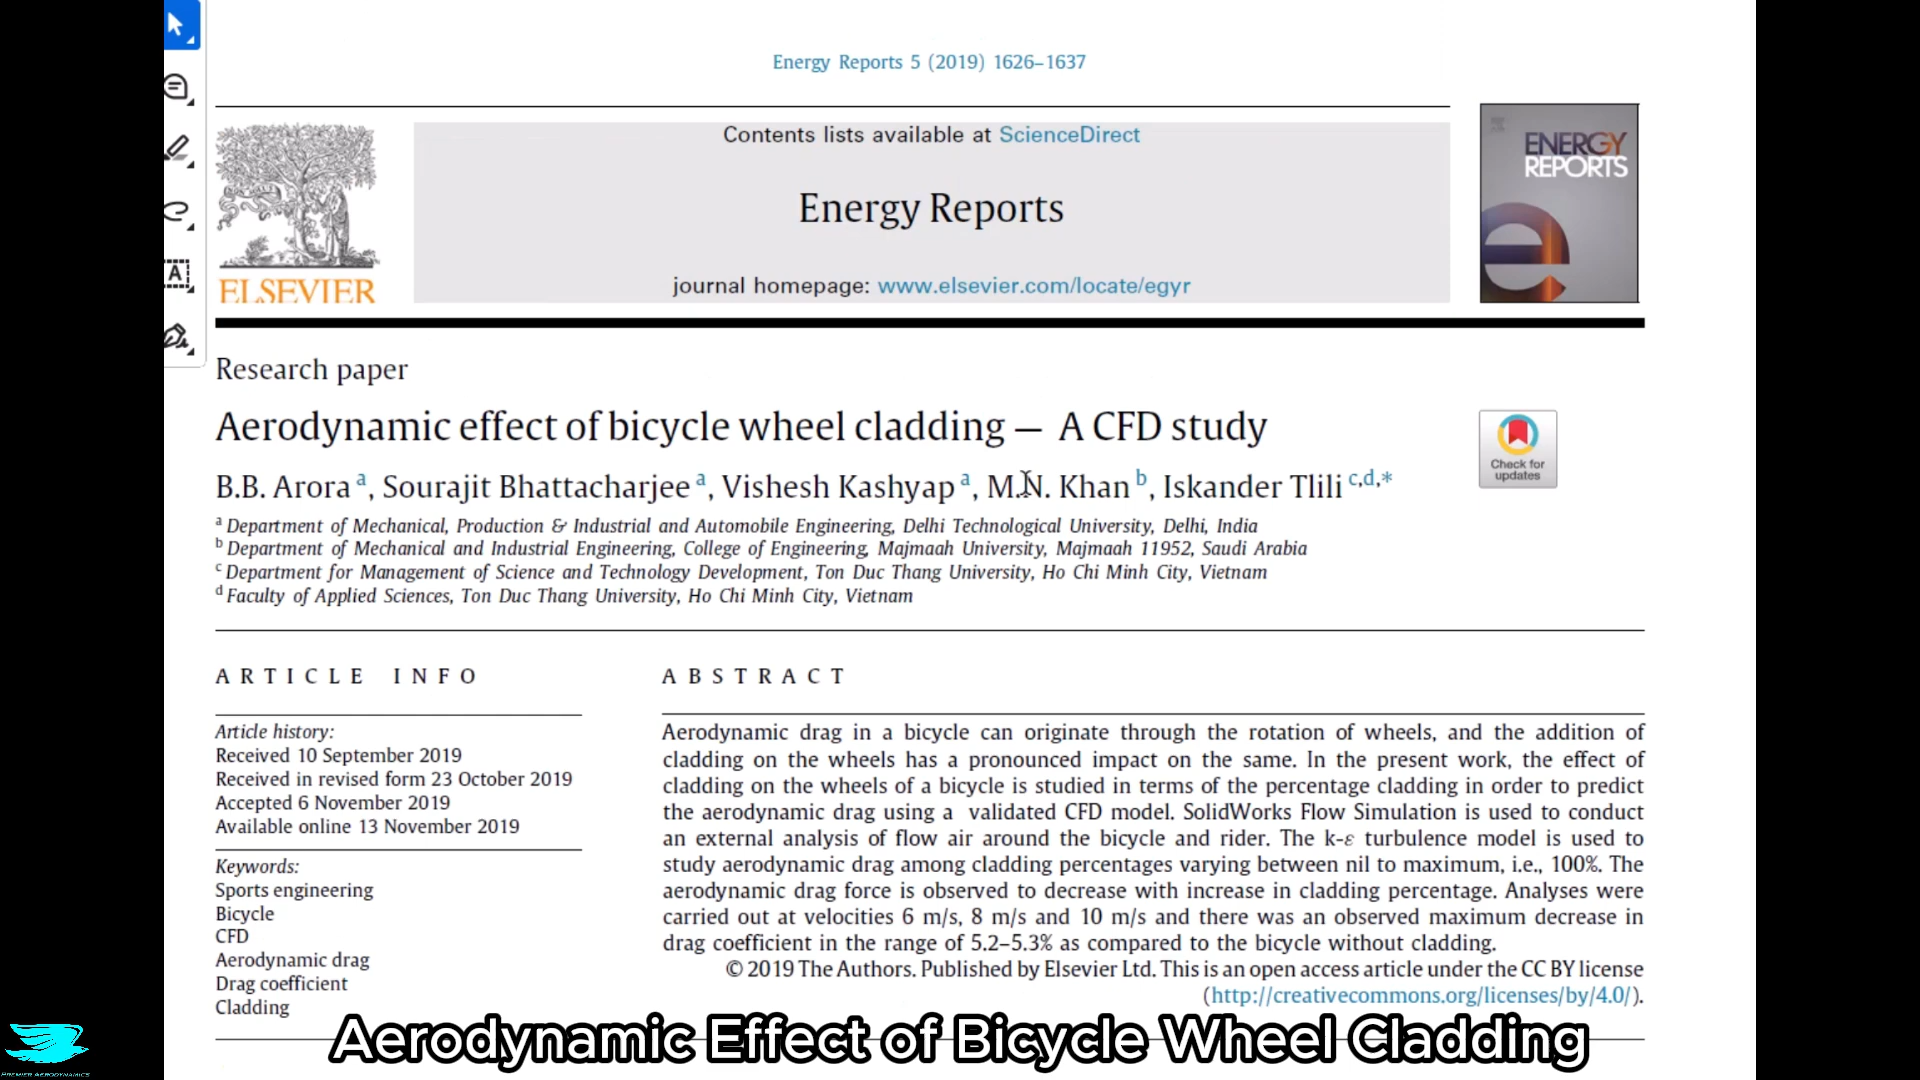 Energy Reports 5 (2019) 1626–1637
Contents lists available at ScienceDirect
Energy Reports
journal homepage: www.elsevier.com/locate/egyr
ELSEVIER
ENERGY
REPORTS
Research paper
Aerodynamic effect of bicycle wheel cladding — A CFD study
Check for
updates
B.B. Arora a, Sourajit Bhattacharjee a, Vishesh Kashyap a, M.N. Khan b, Iskander Tlili c,d,*
a Department of Mechanical, Production & Industrial and Automobile Engineering, Delhi Technological University, Delhi, India
b Department of Mechanical and Industrial Engineering, College of Engineering, Majmaah University, Majmaah 11952, Saudi Arabia
c Department for Management of Science and Technology Development, Ton Duc Thang University, Ho Chi Minh City, Vietnam
d Faculty of Applied Sciences, Ton Duc Thang University, Ho Chi Minh City, Vietnam
ARTICLE INFO
Article history:
Received 10 September 2019
Received in revised form 23 October 2019
Accepted 6 November 2019
Available online 13 November 2019
Keywords:
Sports engineering
Bicycle
CFD
Aerodynamic drag
Drag coefficient
Cladding
ABSTRACT
Aerodynamic drag in a bicycle can originate through the rotation of wheels, and the addition of
cladding on the wheels has a pronounced impact on the same. In the present work, the effect of
cladding on the wheels of a bicycle is studied in terms of the percentage cladding in order to predict
the aerodynamic drag using a validated CFD model. SolidWorks Flow Simulation is used to conduct
an external analysis of flow air around the bicycle and rider. The k-ε turbulence model is used to
study aerodynamic drag among cladding percentages varying between nil to maximum, i.e., 100%. The
aerodynamic drag force is observed to decrease with increase in cladding percentage. Analyses were
carried out at velocities 6 m/s, 8 m/s and 10 m/s and there was an observed maximum decrease in
drag coefficient in the range of 5.2–5.3% as compared to the bicycle without cladding.
© 2019 The Authors. Published by Elsevier Ltd. This is an open access article under the CC BY license
(http://creativecommons.org/licenses/by/4.0/).
Aerodynamic Effect of Bicycle Wheel Cladding
PREMIER AERODYNAMICS